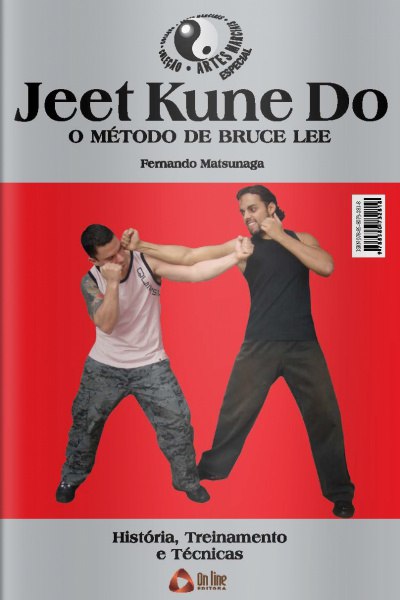 COLEÇÃO • ARTES MARCIAIS
ESPECIAL
Jeet Kune Do
O MÉTODO DE BRUCE LEE
Fernando Matsunaga
História, Treinamento
e Técnicas
On line
EDITORA